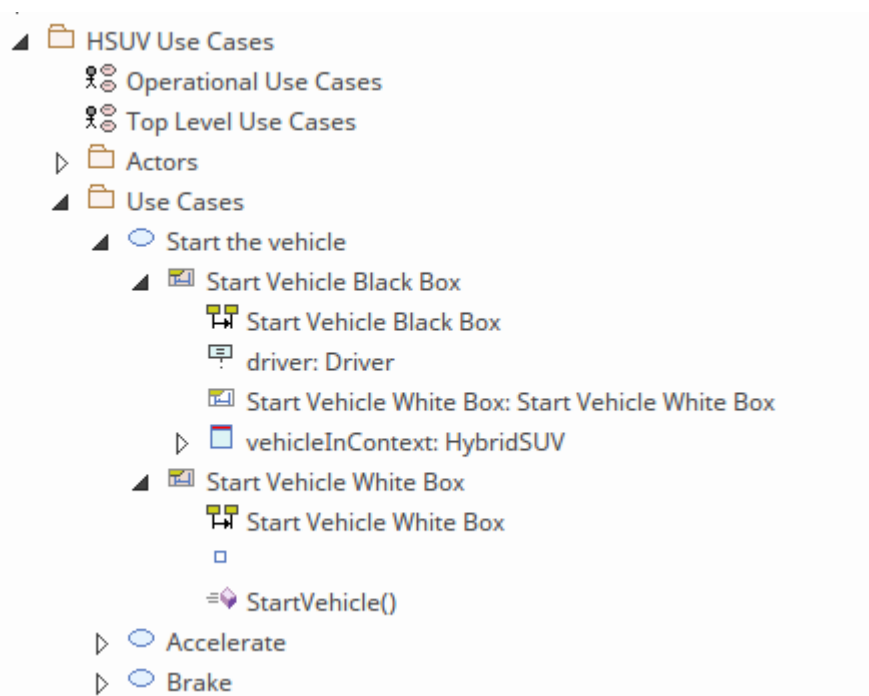 HSUV Use Cases
Operational Use Cases
Top Level Use Cases
Actors
Use Cases
Start the vehicle
Start Vehicle Black Box
Start Vehicle Black Box
driver: Driver
Start Vehicle White Box: Start Vehicle White Box
vehicleInContext: HybridSUV
Start Vehicle White Box
Start Vehicle White Box
StartVehicle()
Accelerate
Brake